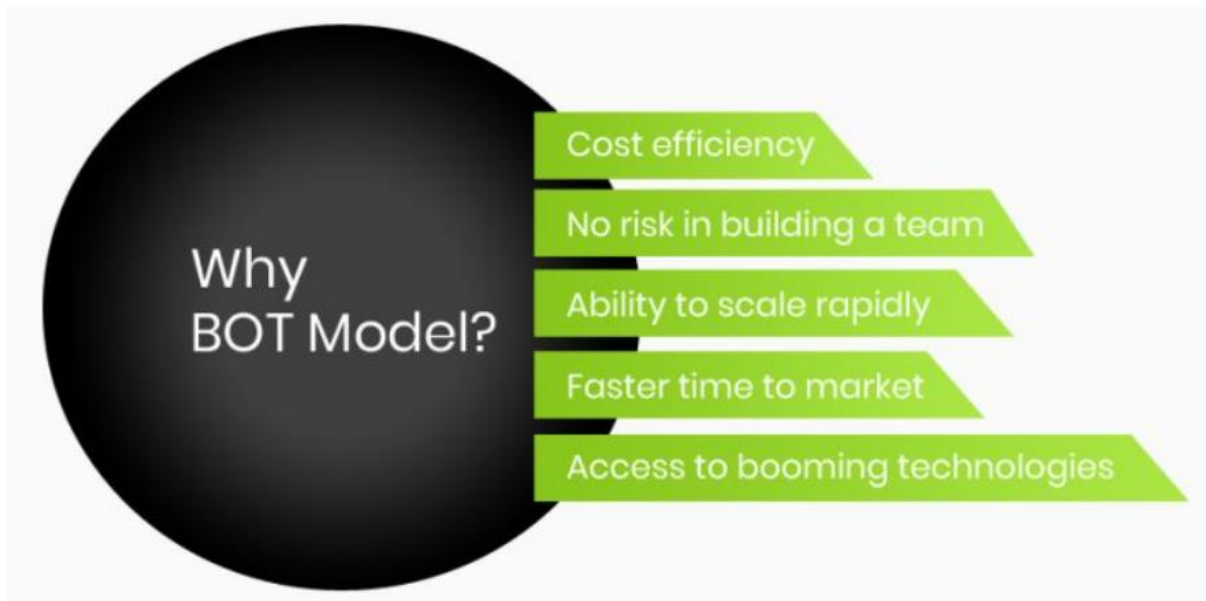 Why
BOT Model?
Cost efficiency
No risk in building a team
Ability to scale rapidly
Faster time to market
Access to booming technologies